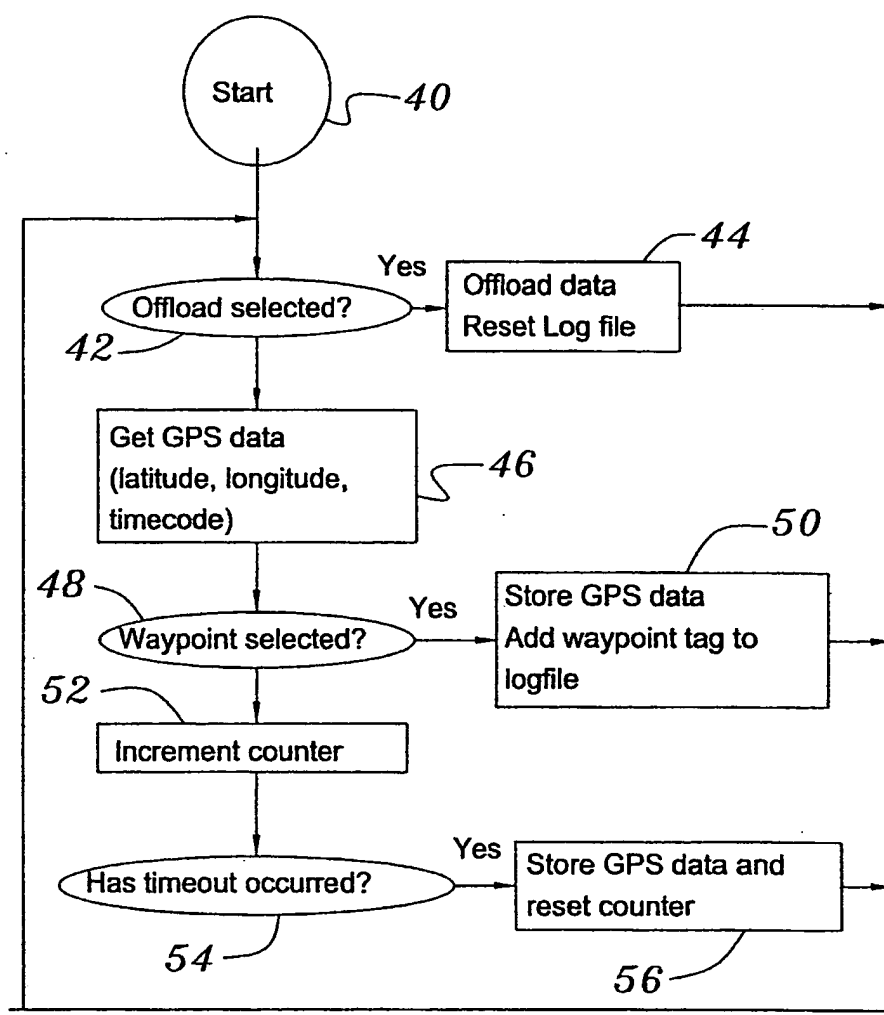 Start
40
Yes
44
Offload selected?
Offload data
Reset Log file
42
Get GPS data
(latitude, longitude,
timecode)
46
48
Waypoint selected?
Yes
50
Store GPS data
Add waypoint tag to
logfile
52
Increment counter
Has timeout occurred?
Yes
Store GPS data and
reset counter
54
56